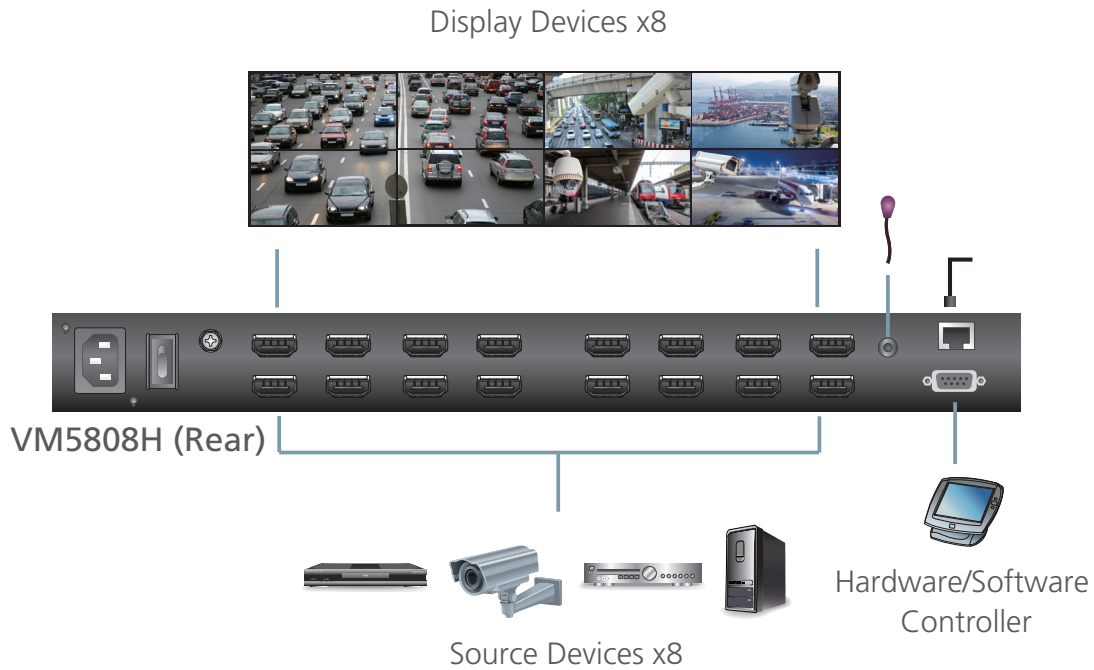 Display Devices x8
VM5808H (Rear)
Hardware/Software
Controller
Source Devices x8